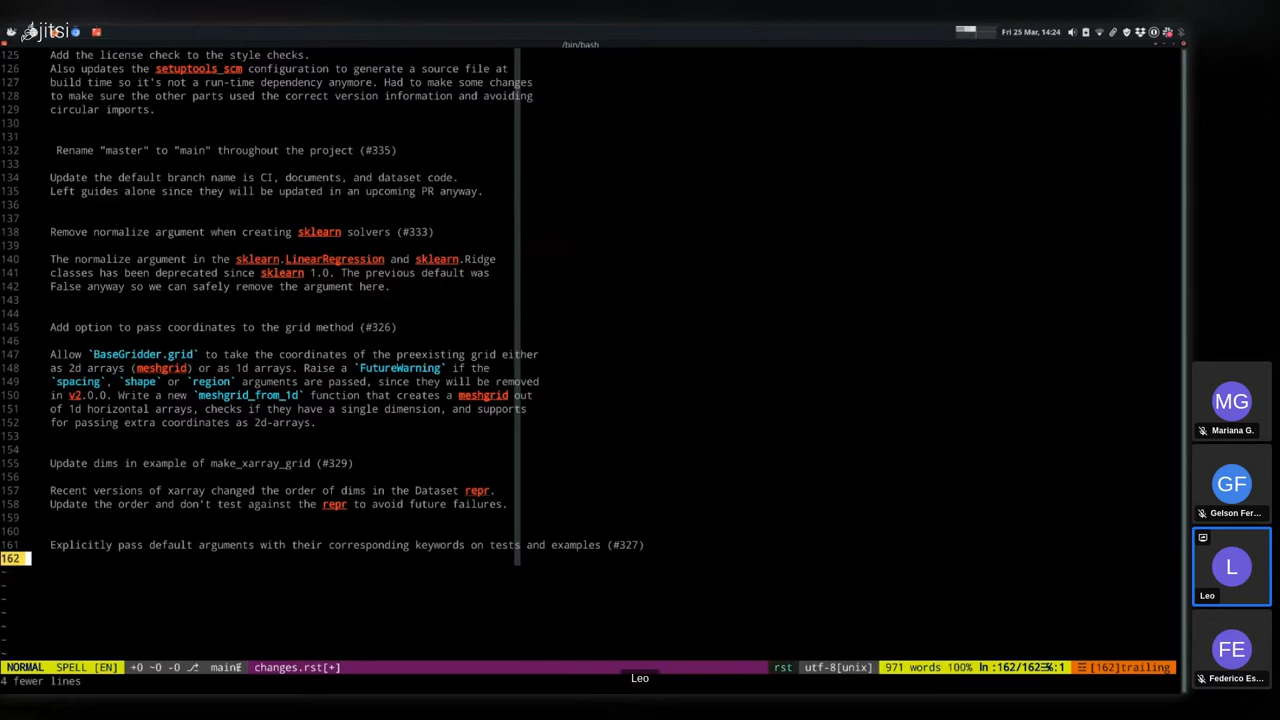 jitsi
Fri 25 Mar, 14:24
/bin/bash
125 Add the license check to the style checks.
126 Also updates the setuptools_scm configuration to generate a source file at
127 build time so it's not a run-time dependency anymore. Had to make some changes
128 to make sure the other parts used the correct version information and avoiding
129 circular imports.
130
131
132 Rename "master" to "main" throughout the project (#335)
133
134 Update the default branch name is CI, documents, and dataset code.
135 Left guides alone since they will be updated in an upcoming PR anyway.
136
137
138 Remove normalize argument when creating sklearn solvers (#333)
139
140 The normalize argument in the sklearn.LinearRegression and sklearn.Ridge
141 classes has been deprecated since sklearn 1.0. The previous default was
142 False anyway so we can safely remove the argument here.
143
144
145 Add option to pass coordinates to the grid method (#326)
146
147 Allow `BaseGridder.grid` to take the coordinates of the preexisting grid either
148 as 2d arrays (meshgrid) or as 1d arrays. Raise a `FutureWarning` if the
149 `spacing`, `shape` or `region` arguments are passed, since they will be removed
150 in v2.0.0. Write a new `meshgrid_from_1d` function that creates a meshgrid out
151 of 1d horizontal arrays, checks if they have a single dimension, and supports
152 for passing extra coordinates as 2d-arrays.
153
154
155 Update dims in example of make_xarray_grid (#329)
156
157 Recent versions of xarray changed the order of dims in the Dataset repr.
158 Update the order and don't test against the repr to avoid future failures.
159
160
161 Explicitly pass default arguments with their corresponding keywords on tests and examples (#327)
162
~
~
~
~
~
~
~
NORMAL SPELL [EN] +0 ~0 -0 main changes.rst[+] rst utf-8[unix] 971 words 100% ln :162/162 :1 [162]trailing
4 fewer lines
Leo
MG
Mariana G.
GF
Gelson Fer...
L
Leo
FE
Federico Es...